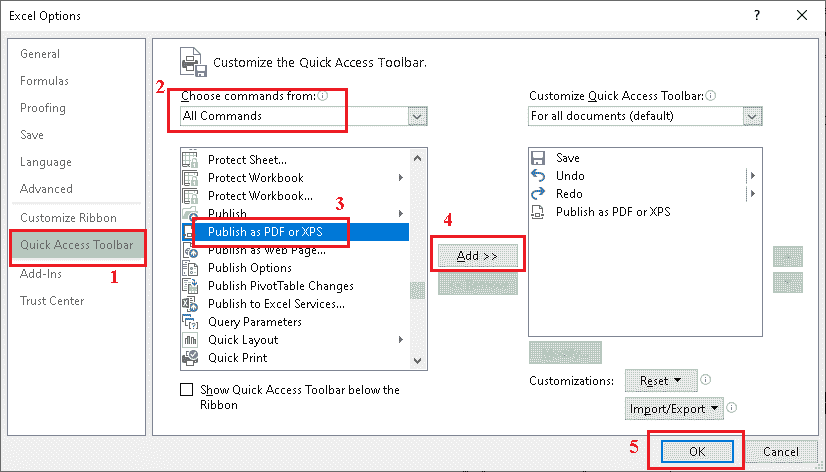 Excel Options
?
General
Formulas
Proofing
Save
Language
Advanced
Customize Ribbon
Quick Access Toolbar
1
Add-Ins
Trust Center
Customize the Quick Access Toolbar.
2
Choose commands from:
All Commands
Protect Sheet...
Protect Workbook
Protect Workbook...
Publish
3
Publish as PDF or XPS
Publish as Web Page...
Publish Options
Publish PivotTable Changes
Publish to Excel Services...
Query Parameters
Quick Layout
Quick Print
Show Quick Access Toolbar below the
Ribbon
4
Add >>
Customize Quick Access Toolbar:
For all documents (default)
Save
Undo
Redo
Publish as PDF or XPS
Customizations:
Reset
Import/Export
5
OK
Cancel